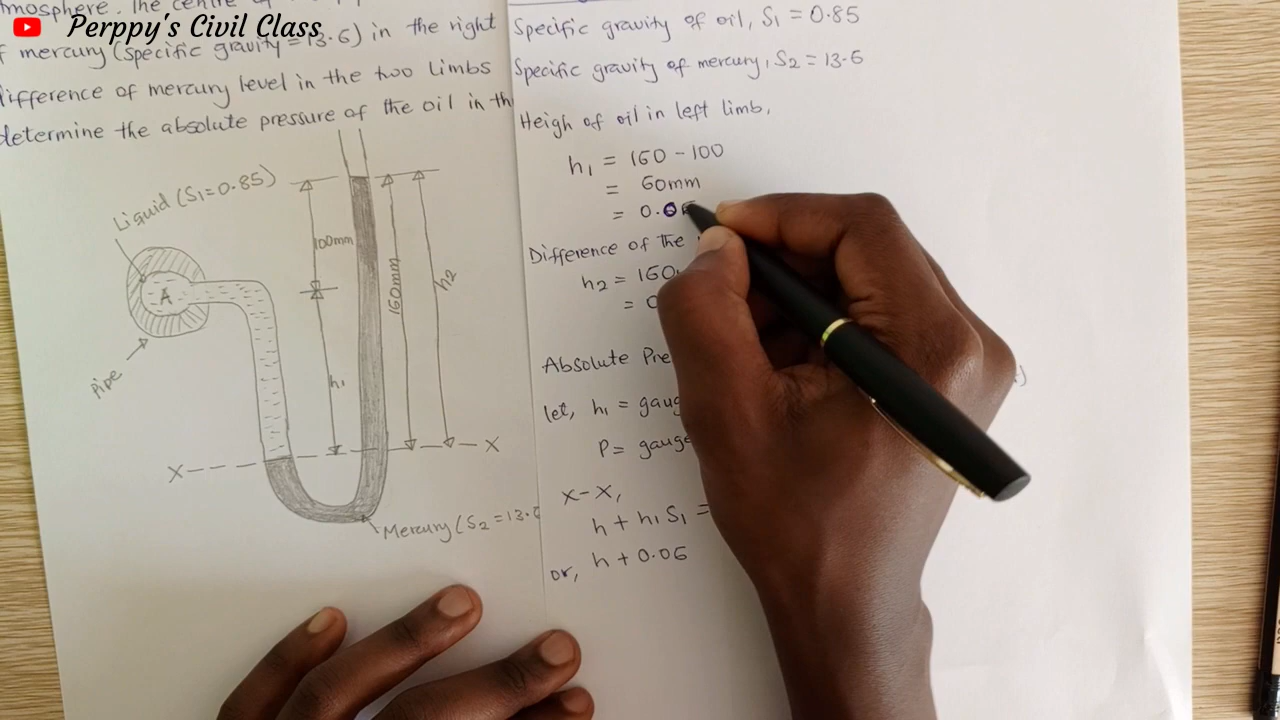 tmosphere. The centre of
Perppy's Civil Class
f mercury (specific gravity = 13.6) in the right
difference of mercury level in the two limbs
determine the absolute pressure of the oil in th
Liquid (S1=0.85)
100mm
160mm
h2
A
h1
Pipe
X
X
Mercury (S2 = 13.6
Specific gravity of oil, S1 = 0.85
Specific gravity of mercury, S2 = 13.6
Heigh of oil in left limb,
h1 = 160 - 100
= 60mm
= 0.0
Difference of the
h2 = 160
= 0
Absolute Pre
let, h1 = gaug
P = gauge
x-x,
h + h1 S1 =
or, h + 0.06